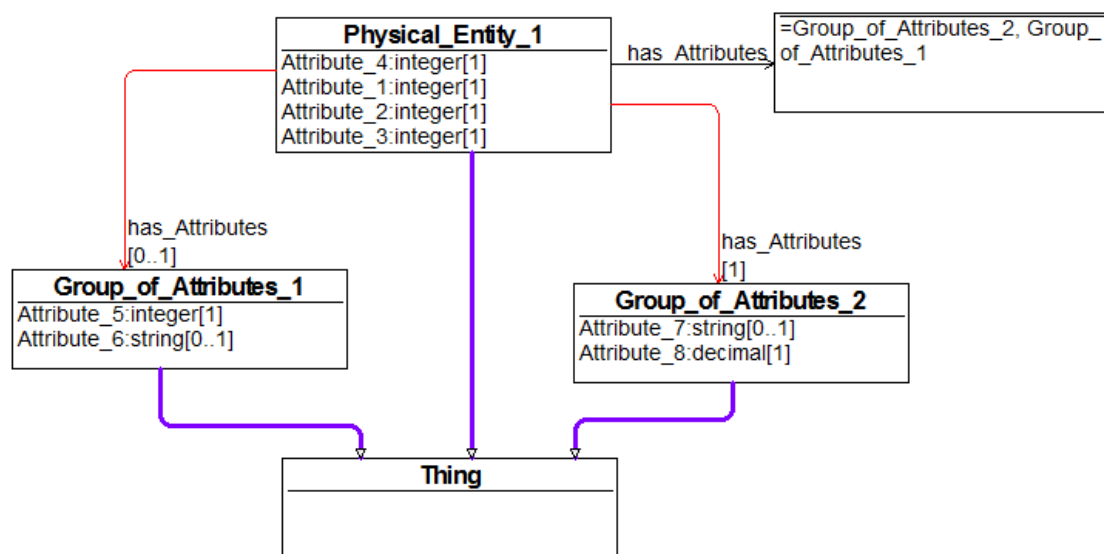 Physical_Entity_1
Attribute_4:integer[1]
Attribute_1:integer[1]
Attribute_2:integer[1]
Attribute_3:integer[1]
has_Attributes
=Group_of_Attributes_2, Group_
of_Attributes_1
has_Attributes
[0..1]
has_Attributes
[1]
Group_of_Attributes_1
Attribute_5:integer[1]
Attribute_6:string[0..1]
Group_of_Attributes_2
Attribute_7:string[0..1]
Attribute_8:decimal[1]
Thing